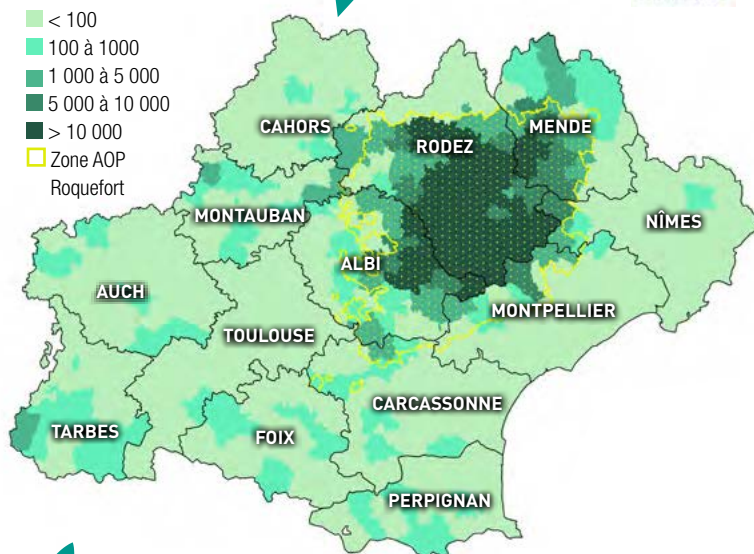 < 100
100 à 1000
1 000 à 5 000
5 000 à 10 000
> 10 000
Zone AOP
Roquefort
CAHORS
RODEZ
MENDE
MONTAUBAN
NÎMES
ALBI
AUCH
MONTPELLIER
TOULOUSE
CARCASSONNE
TARBES
FOIX
PERPIGNAN